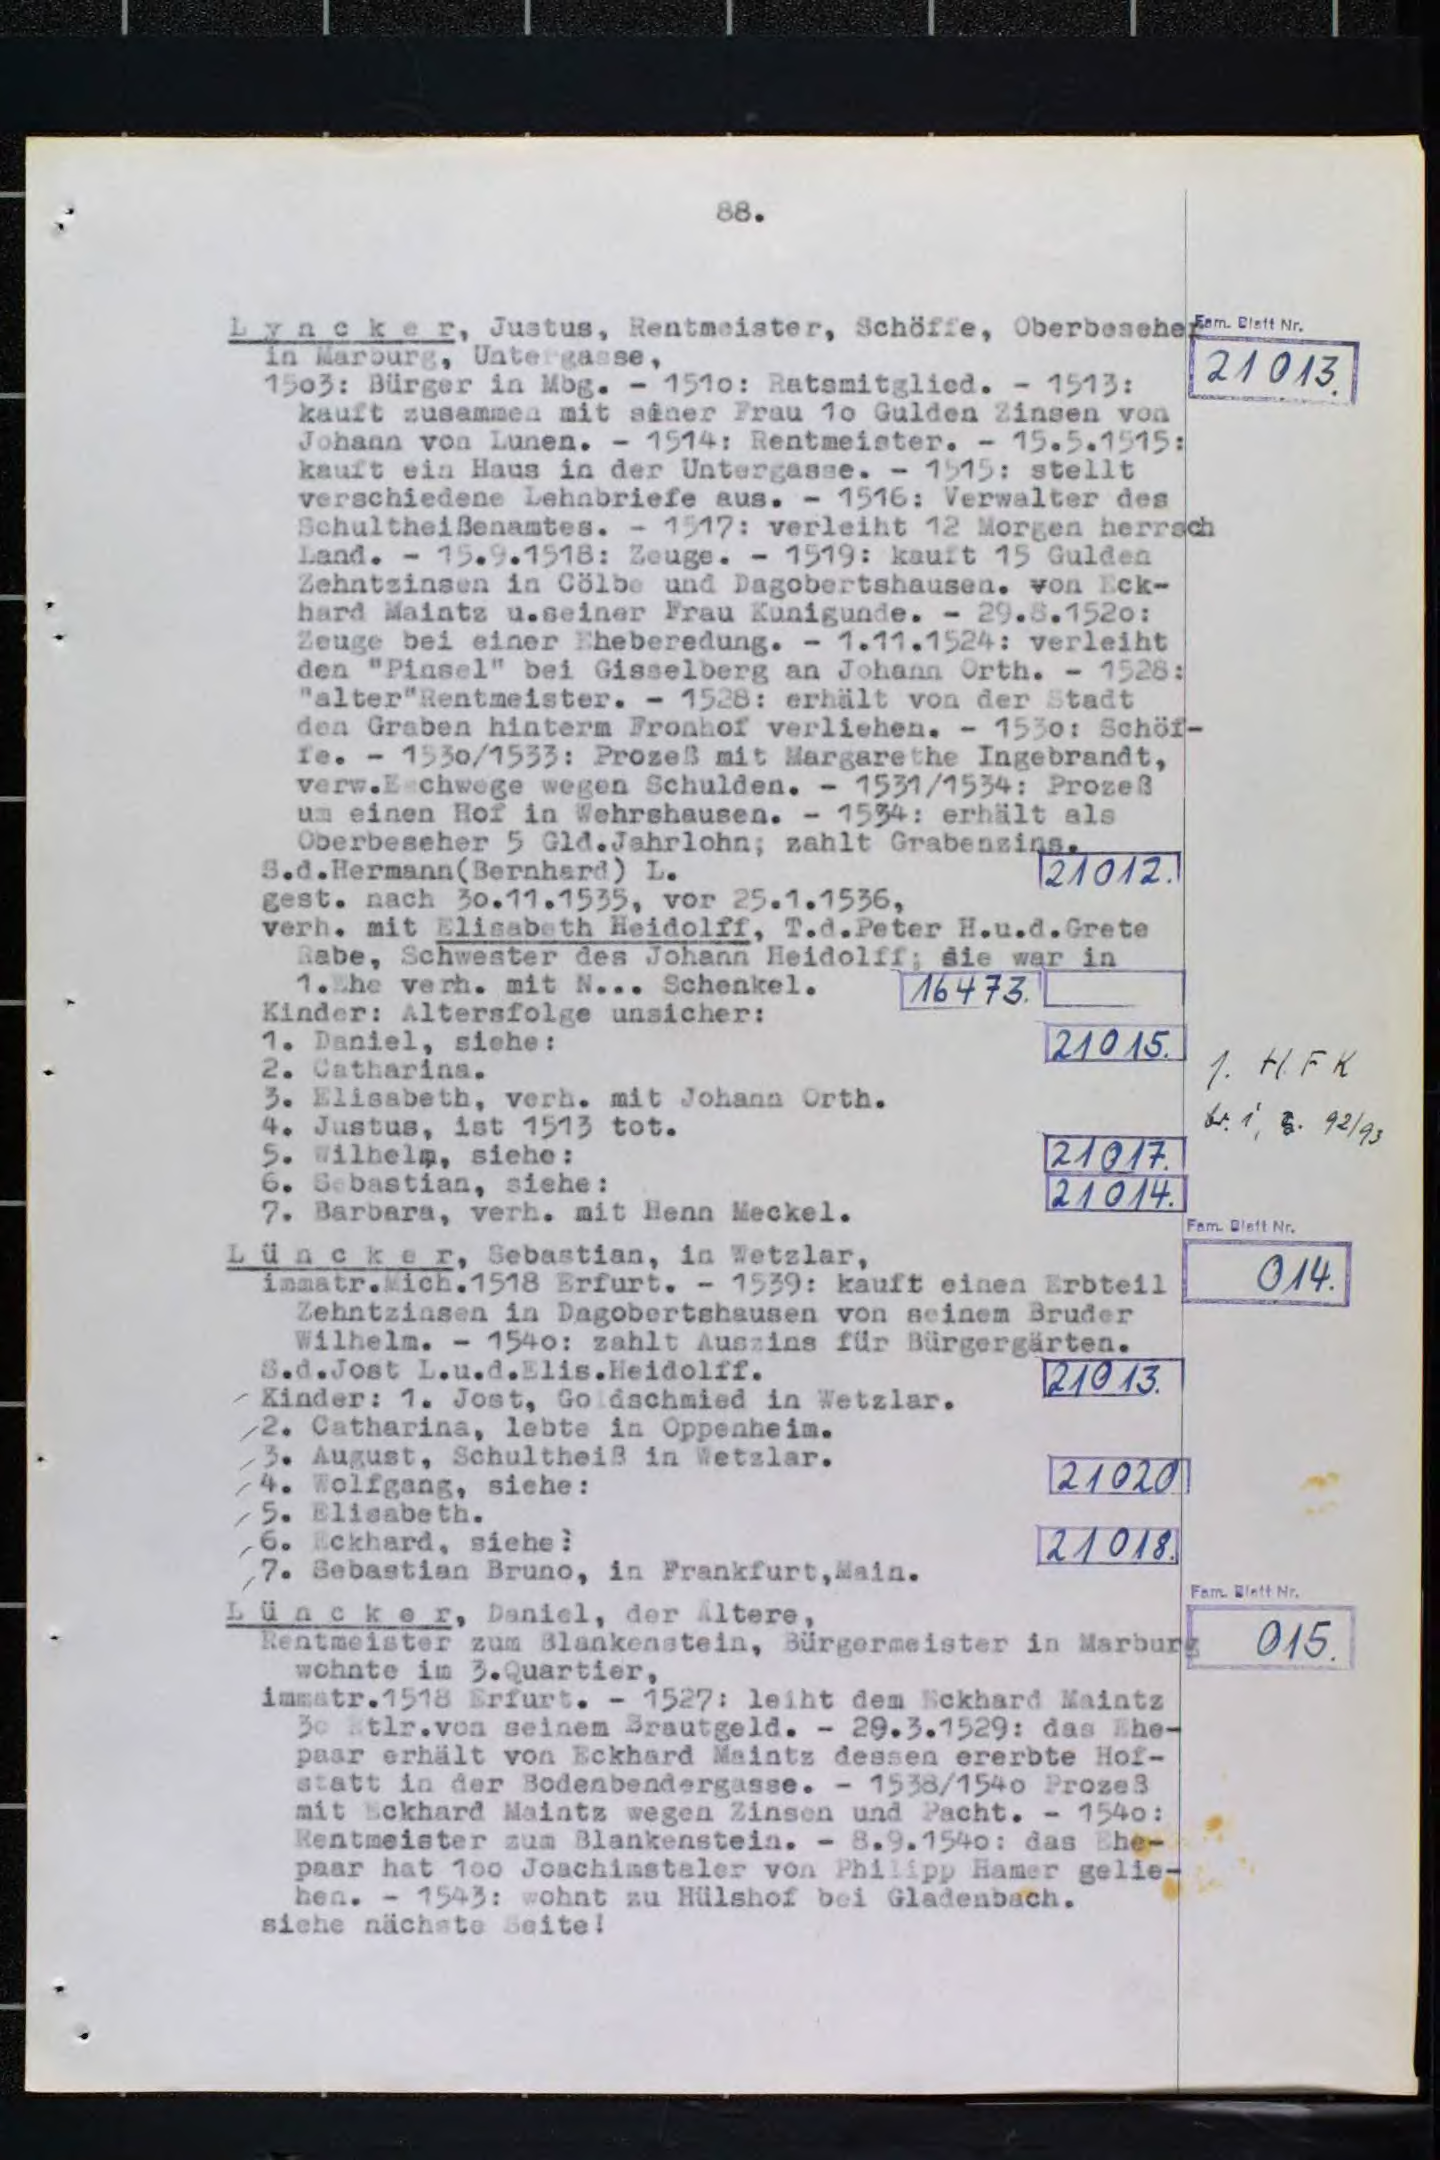 88.
L y n c k e r, Justus, Rentmeister, Schöffe, Oberbeseher
Fam. Blatt Nr.
in Marburg, Untergasse,
21 013.
15o3: Bürger in Mbg. - 151o: Ratsmitglied. - 1513:
kauft zusammen mit seiner Frau 1o Gulden Zinsen von
Johann von Lunen. - 1514: Rentmeister. - 15.5.1515:
kauft ein Haus in der Untergasse. - 1515: stellt
verschiedene Lehnbriefe aus. - 1516: Verwalter des
Schultheißenamtes. - 1517: verleiht 12 Morgen herrsch
Land. - 15.9.1518: Zeuge. - 1519: kauft 15 Gulden
Zehntzinsen in Cölbe und Dagobertshausen. von Eck-
hard Maintz u.seiner Frau Kunigunde. - 29.8.152o:
Zeuge bei einer Eheberedung. - 1.11.1524: verleiht
den "Pinsel" bei Gisselberg an Johann Orth. - 1528:
"alter"Rentmeister. - 1528: erhält von der Stadt
den Graben hinterm Fronhof verliehen. - 153o: Schöf-
fe. - 153o/1533: Prozeß mit Margarethe Ingebrandt,
verw.Eschwege wegen Schulden. - 1531/1534: Prozeß
um einen Hof in Wehrshausen. - 1534: erhält als
Oberbeseher 5 Gld.Jahrlohn; zahlt Grabenzins.
S.d.Hermann(Bernhard) L. 21 012.
gest. nach 3o.11.1535, vor 25.1.1536,
verh. mit Elisabeth Heidolff, T.d.Peter H.u.d.Grete
Rabe, Schwester des Johann Heidolff; sie war in
1.Ehe verh. mit N... Schenkel. 16473.
Kinder: Altersfolge unsicher:
1. Daniel, siehe: 21 015.
2. Catharina.
1. H. F K
3. Elisabeth, verh. mit Johann Orth.
4. Justus, ist 1513 tot.
92/93
5. Wilhelm, siehe: 21 017.
6. Sebastian, siehe: 21 014.
7. Barbara, verh. mit Henn Meckel.
Fam. Blatt Nr.
L ü n c k e r, Sebastian, in Wetzlar,
014.
immatr.Mich.1518 Erfurt. - 1539: kauft einen Erbteil
Zehntzinsen in Dagobertshausen von seinem Bruder
Wilhelm. - 154o: zahlt Auszins für Bürgergärten.
S.d.Jost L.u.d.Elis.Heidolff. 21013.
Kinder: 1. Jost, Goldschmied in Wetzlar.
2. Catharina, lebte in Oppenheim.
3. August, Schultheiß in Wetzlar.
4. Wolfgang, siehe: 21020
5. Elisabeth.
6. Eckhard, siehe: 21 018.
7. Sebastian Bruno, in Frankfurt,Main.
Fam. Blatt Nr.
L ü n c k e r, Daniel, der Ältere,
015.
Rentmeister zum Blankenstein, Bürgermeister in Marburg
wohnte im 3.Quartier,
immatr.1518 Erfurt. - 1527: leiht dem Eckhard Maintz
3o Rtlr.von seinem Brautgeld. - 29.3.1529: das Ehe-
paar erhält von Eckhard Maintz dessen ererbte Hof-
statt in der Bodenbendergasse. - 1538/154o Prozeß
mit Eckhard Maintz wegen Zinsen und Pacht. - 154o:
Rentmeister zum Blankenstein. - 8.9.154o: das Ehe-
paar hat 1oo Joachimstaler von Philipp Hamer gelie-
hen. - 1543: wohnt zu Hülshof bei Gladenbach.
siehe nächste Seite!